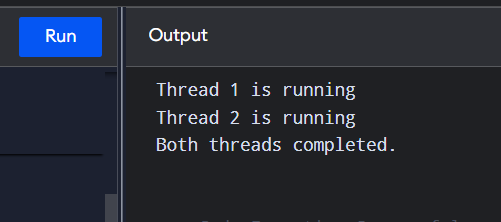 Run
Output
Thread 1 is running
Thread 2 is running
Both threads completed.